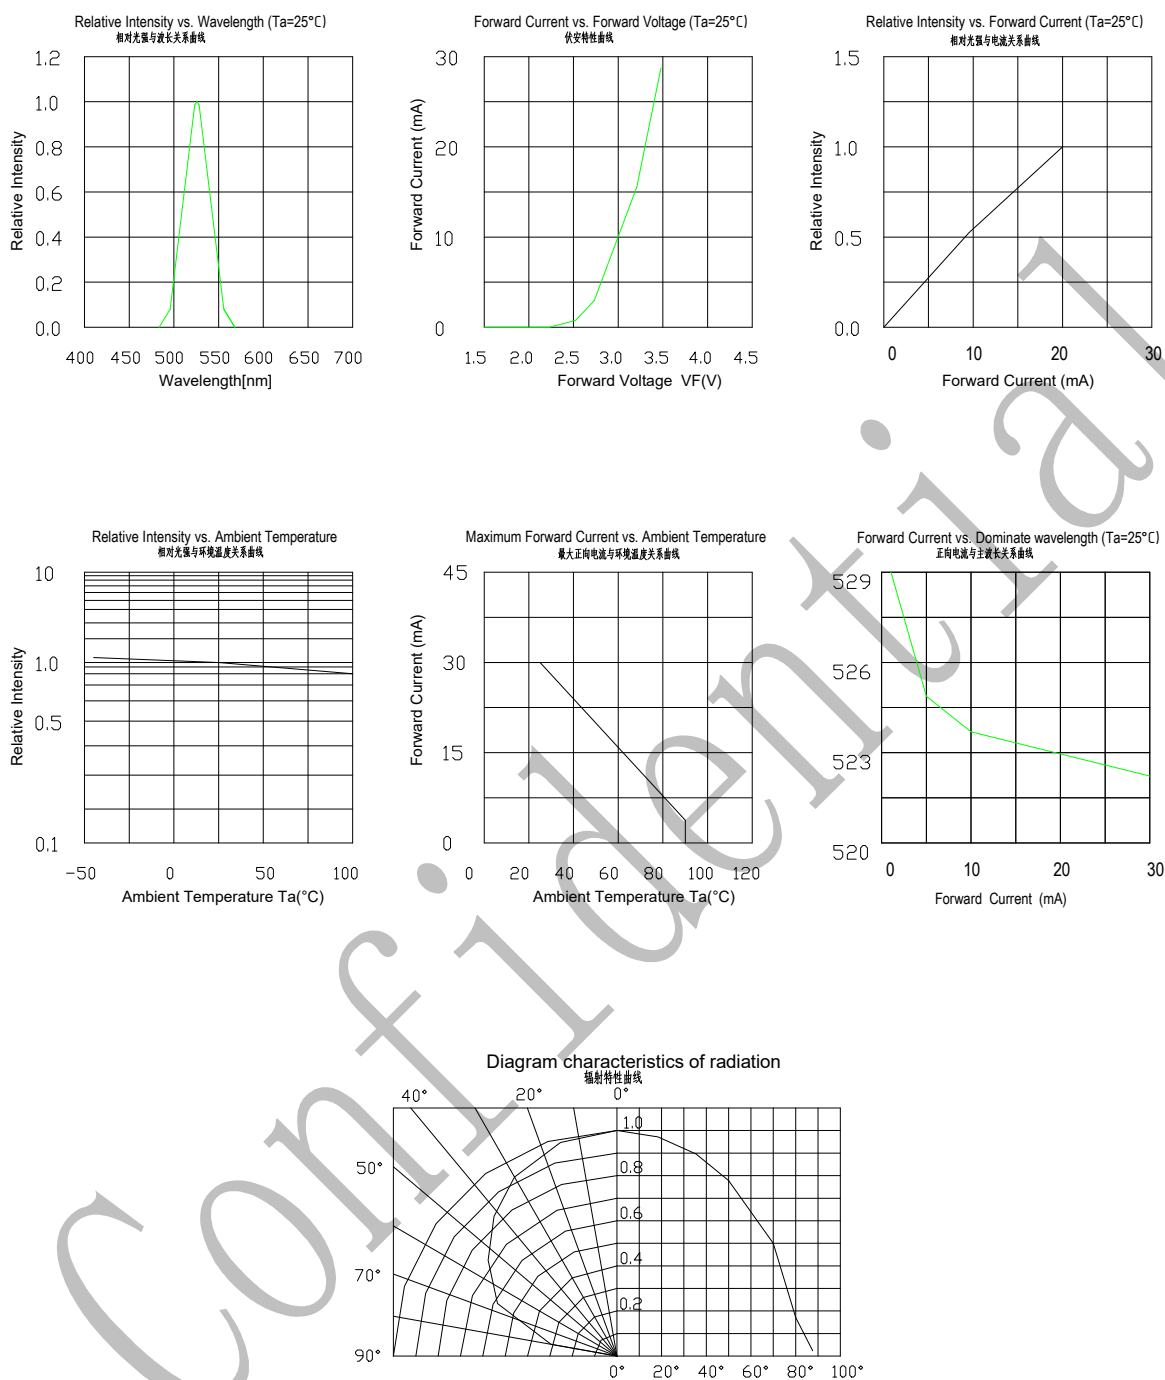 Relative Intensity vs. Wavelength (Ta=25°C)
相对光强与波长关系曲线
1.2
1.0
0.8
0.6
0.4
0.2
0.0
Relative Intensity
400 450 500 550 600 650 700
Wavelength[nm]
Forward Current vs. Forward Voltage (Ta=25°C)
伏安特性曲线
30
20
10
0
Forward Current (mA)
1.5 2.0 2.5 3.0 3.5 4.0 4.5
Forward Voltage VF(V)
Relative Intensity vs. Forward Current (Ta=25°C)
相对光强与电流关系曲线
1.5
1.0
0.5
0.0
Relative Intensity
0 10 20 30
Forward Current (mA)
Relative Intensity vs. Ambient Temperature
相对光强与环境温度关系曲线
10
1.0
0.5
0.1
Relative Intensity
-50 0 50 100
Ambient Temperature Ta(°C)
Maximum Forward Current vs. Ambient Temperature
最大正向电流与环境温度关系曲线
45
30
15
0
Forward Current (mA)
0 20 40 60 80 100 120
Ambient Temperature Ta(°C)
Forward Current vs. Dominate wavelength (Ta=25°C)
正向电流与主波长关系曲线
529
526
523
520
0 10 20 30
Forward Current (mA)
Diagram characteristics of radiation
辐射特性曲线
40° 20° 0°
50°
70°
90°
1.0
0.8
0.6
0.4
0.2
0° 20° 40° 60° 80° 100°
Confidential